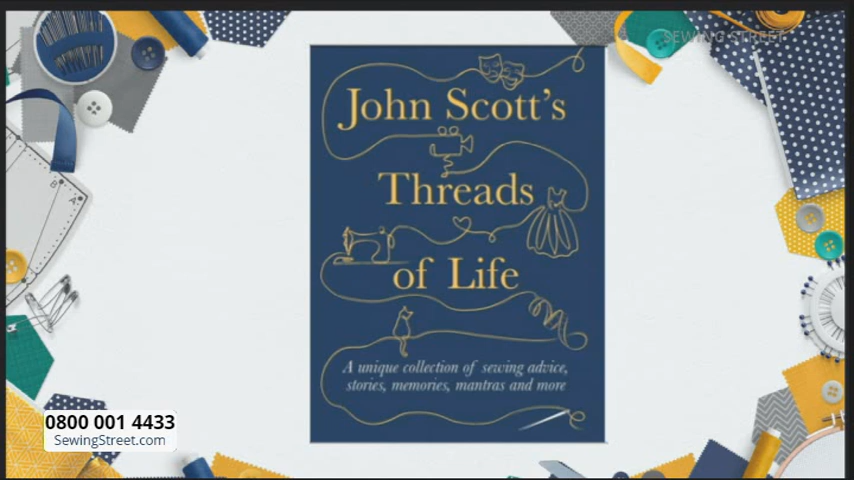 SEWING STREET
John Scott's
Threads
of Life
A unique collection of sewing advice,
stories, memories, mantras and more
0800 001 4433
SewingStreet.com
B
A